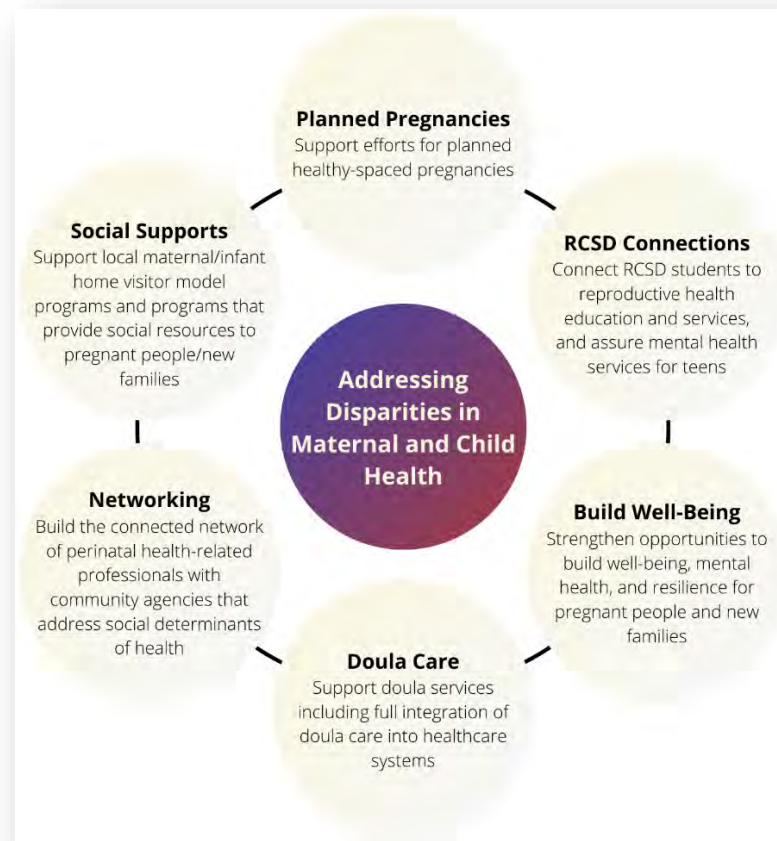 Planned Pregnancies
Support efforts for planned
healthy-spaced pregnancies
RCSD Connections
Connect RCSD students to
reproductive health
education and services,
and assure mental health
services for teens
Build Well-Being
Strengthen opportunities to
build well-being, mental
health, and resilience for
pregnant people and new
families
Doula Care
Support doula services
including full integration of
doula care into healthcare
systems
Networking
Build the connected network
of perinatal health-related
professionals with
community agencies that
address social determinants
of health
Social Supports
Support local maternal/infant
home visitor model
programs and programs that
provide social resources to
pregnant people/new
families
Addressing
Disparities in
Maternal and Child
Health